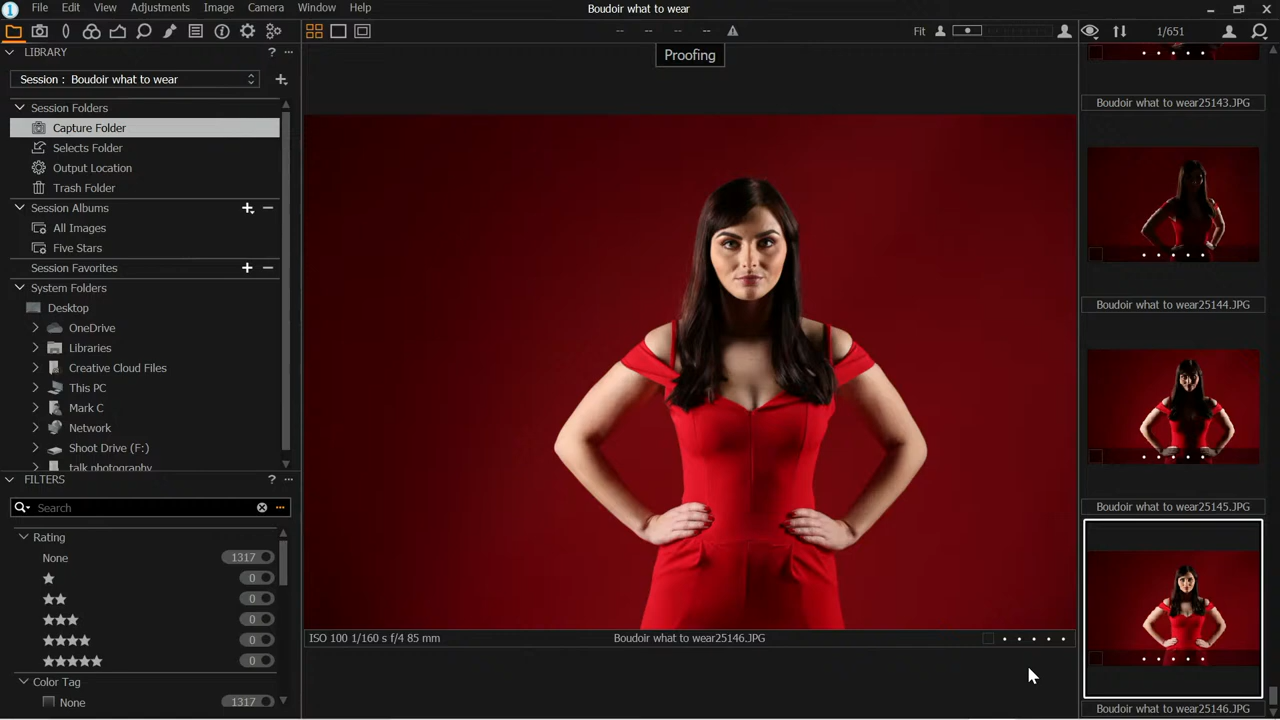 1
File Edit View Adjustments Image Camera Window Help
Boudoir what to wear
-- -- -- --
Fit
1/651
Proofing
LIBRARY
? ...
Session : Boudoir what to wear
Session Folders
Capture Folder
Selects Folder
Output Location
Trash Folder
Session Albums
All Images
Five Stars
Session Favorites
System Folders
Desktop
OneDrive
Libraries
Creative Cloud Files
This PC
Mark C
Network
Shoot Drive (F:)
talk photography
FILTERS
? ...
Search
Rating
None 1317
0
0
0
0
0
Color Tag
None 1317
ISO 100 1/160 s f/4 85 mm
Boudoir what to wear25146.JPG
Boudoir what to wear25143.JPG
Boudoir what to wear25144.JPG
Boudoir what to wear25145.JPG
Boudoir what to wear25146.JPG